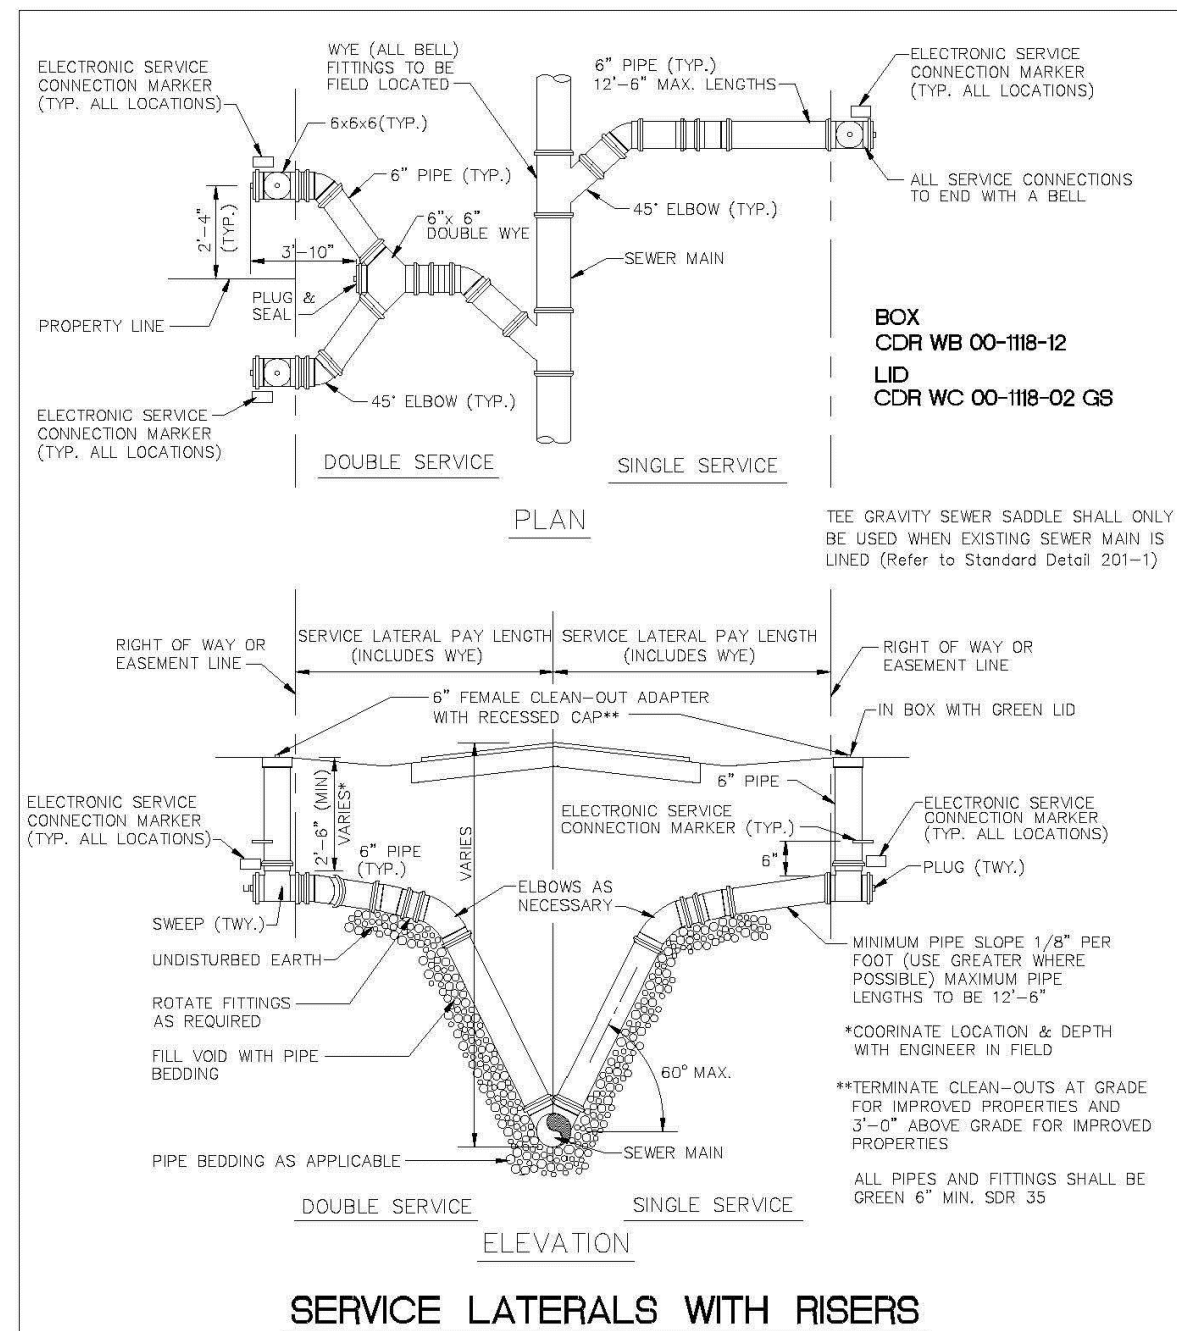 ELECTRONIC SERVICE
CONNECTION MARKER
(TYP. ALL LOCATIONS)
WYE (ALL BELL)
FITTINGS TO BE
FIELD LOCATED
6" PIPE (TYP.)
12'-6" MAX. LENGTHS
ELECTRONIC SERVICE
CONNECTION MARKER
(TYP. ALL LOCATIONS)
6x6x6(TYP.)
6" PIPE (TYP.)
ALL SERVICE CONNECTIONS
TO END WITH A BELL
2'-4"
(TYP.)
6"x 6"
DOUBLE WYE
45° ELBOW (TYP.)
3'-10"
SEWER MAIN
PLUG &
SEAL
PROPERTY LINE
BOX
CDR WB 00-1118-12
LID
CDR WC 00-1118-02 GS
45° ELBOW (TYP.)
ELECTRONIC SERVICE
CONNECTION MARKER
(TYP. ALL LOCATIONS)
DOUBLE SERVICE
SINGLE SERVICE
PLAN
TEE GRAVITY SEWER SADDLE SHALL ONLY
BE USED WHEN EXISTING SEWER MAIN IS
LINED (Refer to Standard Detail 201-1)
RIGHT OF WAY OR
EASEMENT LINE
SERVICE LATERAL PAY LENGTH
(INCLUDES WYE)
SERVICE LATERAL PAY LENGTH
(INCLUDES WYE)
RIGHT OF WAY OR
EASEMENT LINE
6" FEMALE CLEAN-OUT ADAPTER
WITH RECESSED CAP**
IN BOX WITH GREEN LID
2'-6" (MIN)
VARIES*
VARIES
6" PIPE
ELECTRONIC SERVICE
CONNECTION MARKER
(TYP. ALL LOCATIONS)
ELECTRONIC SERVICE
CONNECTION MARKER (TYP.)
ELECTRONIC SERVICE
CONNECTION MARKER
(TYP. ALL LOCATIONS)
6" PIPE
(TYP.)
6"
PLUG (TWY.)
ELBOWS AS
NECESSARY
SWEEP (TWY.)
UNDISTURBED EARTH
ROTATE FITTINGS
AS REQUIRED
FILL VOID WITH PIPE
BEDDING
MINIMUM PIPE SLOPE 1/8" PER
FOOT (USE GREATER WHERE
POSSIBLE) MAXIMUM PIPE
LENGTHS TO BE 12'-6"
*COORINATE LOCATION & DEPTH
WITH ENGINEER IN FIELD
60° MAX.
**TERMINATE CLEAN-OUTS AT GRADE
FOR IMPROVED PROPERTIES AND
3'-0" ABOVE GRADE FOR IMPROVED
PROPERTIES
SEWER MAIN
PIPE BEDDING AS APPLICABLE
ALL PIPES AND FITTINGS SHALL BE
GREEN 6" MIN. SDR 35
DOUBLE SERVICE
SINGLE SERVICE
ELEVATION
SERVICE LATERALS WITH RISERS